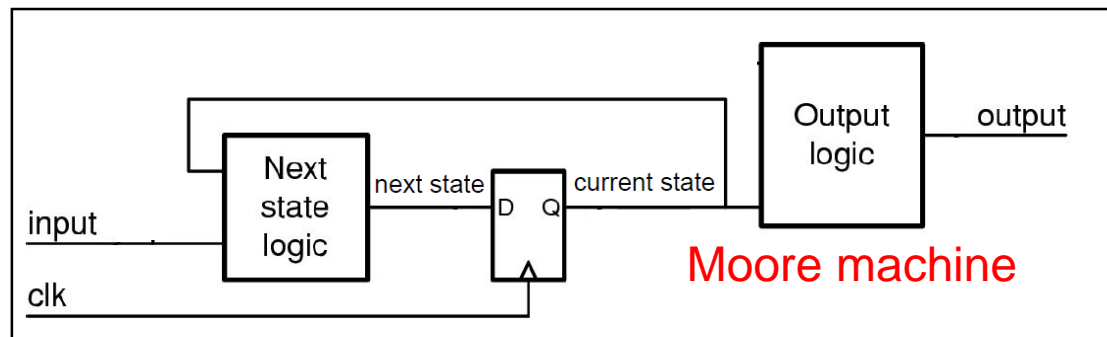 Next
state
logic
input
clk
next state
D
Q
current state
Output
logic
output
Moore machine